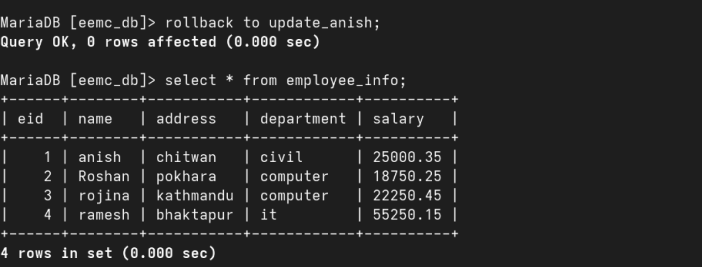 MariaDB [eemc_db]> rollback to update_anish;
Query OK, 0 rows affected (0.000 sec)
MariaDB [eemc_db]> select * from employee_info;
+------+--------+-----------+------------+----------+
| eid  | name   | address   | department | salary   |
+------+--------+-----------+------------+----------+
|    1 | anish  | chitwan   | civil      | 25000.35 |
|    2 | Roshan | pokhara   | computer   | 18750.25 |
|    3 | rojina | kathmandu | computer   | 22250.45 |
|    4 | ramesh | bhaktapur | it         | 55250.15 |
+------+--------+-----------+------------+----------+
4 rows in set (0.000 sec)